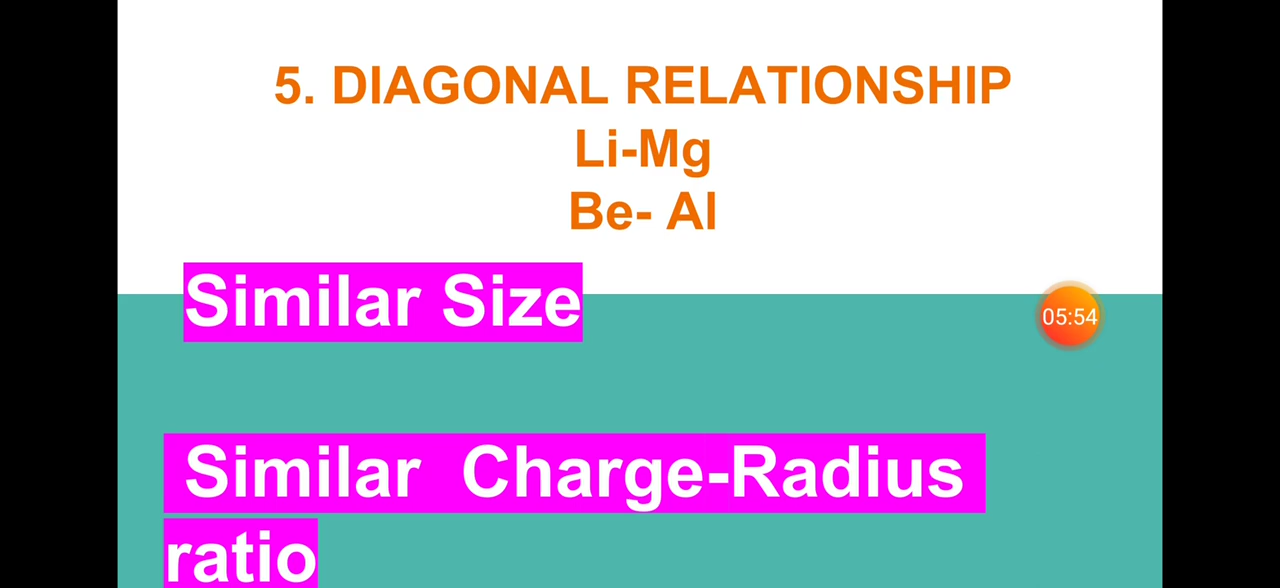 5. DIAGONAL RELATIONSHIP
Li-Mg
Be- Al
Similar Size
05:54
Similar Charge-Radius
ratio